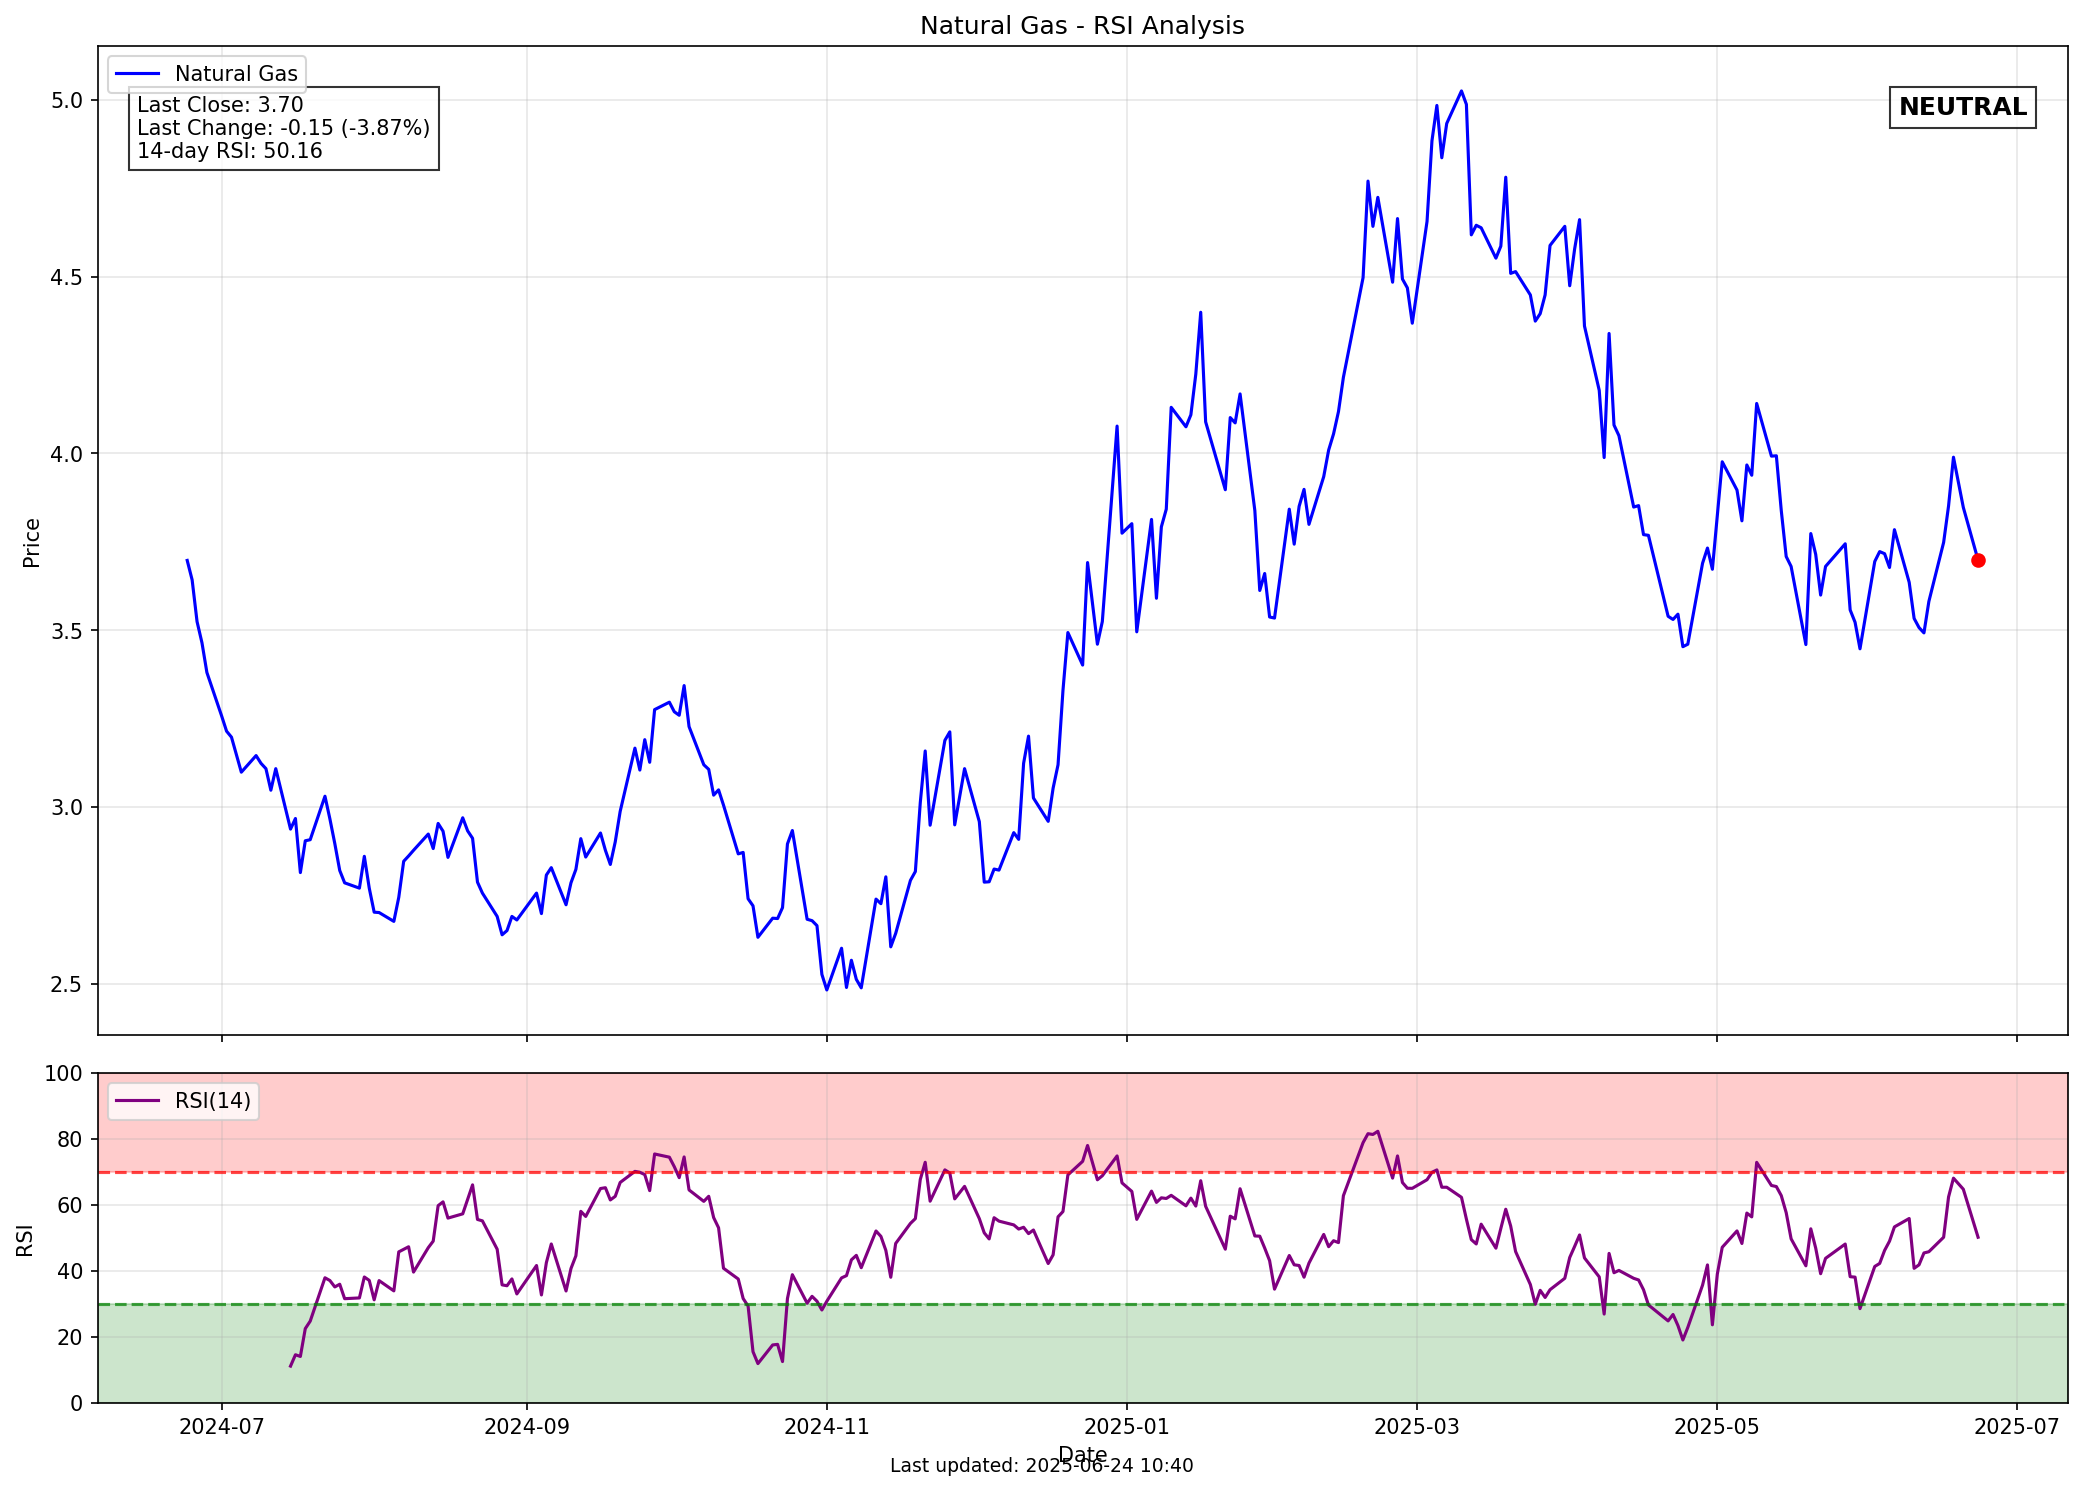 Natural Gas - RSI Analysis
Natural Gas
Last Close: 3.70
Last Change: -0.15 (-3.87%)
14-day RSI: 50.16
NEUTRAL
Price
5.0
4.5
4.0
3.5
3.0
2.5
RSI(14)
RSI
100
80
60
40
20
0
2024-07
2024-09
2024-11
2025-01
2025-03
2025-05
2025-07
Date
Last updated: 2025-06-24 10:40